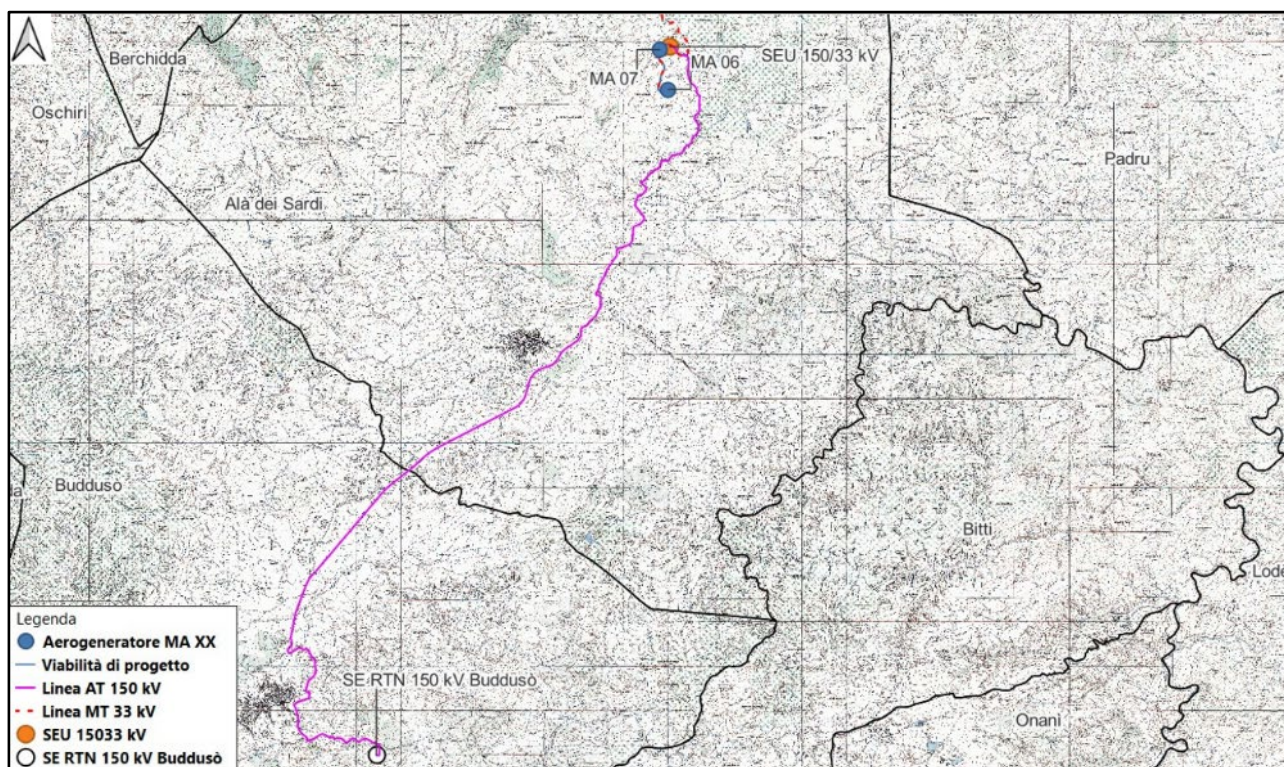 Berchidda
SEU 150/33 kV
MA 06
MA 07
Oschiri
Padru
Alà dei Sardi
Buddusò
Bitti
Lodè
SE RTN 150 kV Buddusò
Onanì
Legenda
Aerogeneratore MA XX
Viabilità di progetto
Linea AT 150 kV
Linea MT 33 kV
SEU 15033 kV
SE RTN 150 kV Buddusò